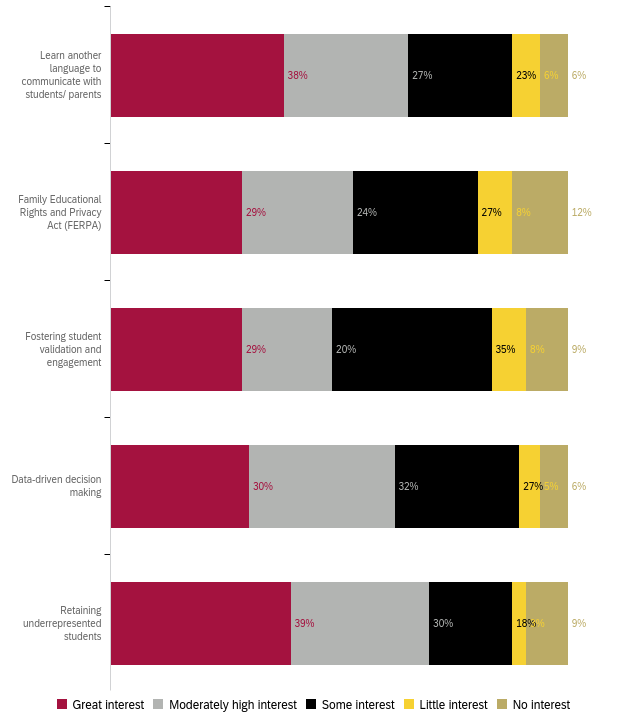 Learn another
language to
communicate with
students/ parents
38%
27%
23%
6%
6%
Family Educational
Rights and Privacy
Act (FERPA)
29%
24%
27%
8%
12%
Fostering student
validation and
engagement
29%
20%
35%
8%
9%
Data-driven decision
making
30%
32%
27%
5%
6%
Retaining
underrepresented
students
39%
30%
18%
9%
Great interest
Moderately high interest
Some interest
Little interest
No interest